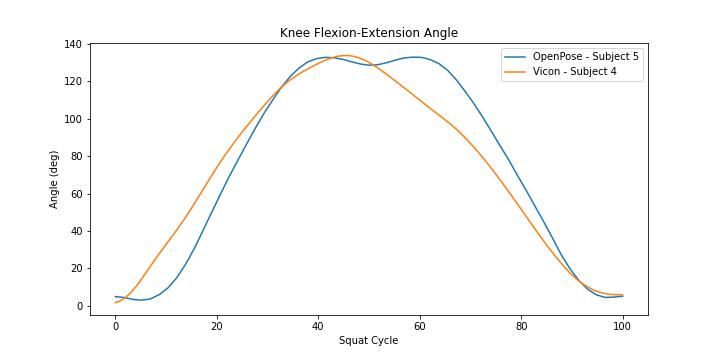 Knee Flexion-Extension Angle
OpenPose - Subject 5
Vicon - Subject 4
Angle (deg)
140
120
100
80
60
40
20
0
0 20 40 60 80 100
Squat Cycle